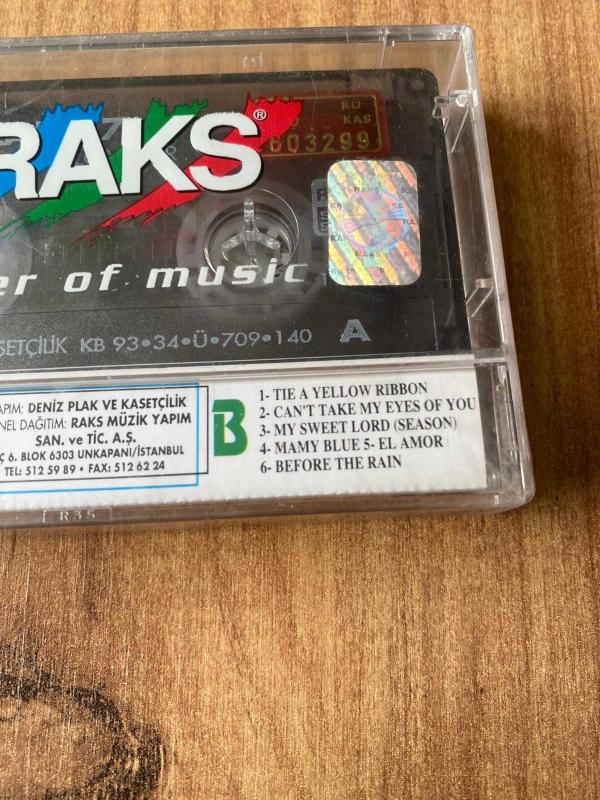 RAKS®
KÜ
KAS
603299
RAKS
er of music
SETÇİLİK KB 93•34•Ü•709•140 A
APIM: DENİZ PLAK VE KASETÇİLİK
NEL DAĞITIM: RAKS MÜZİK YAPIM
SAN. ve TİC. A.Ş.
Ç 6. BLOK 6303 UNKAPANI/İSTANBUL
TEL: 512 59 89 • FAX: 512 62 24
B
1- TIE A YELLOW RIBBON
2- CAN'T TAKE MY EYES OF YOU
3- MY SWEET LORD (SEASON)
4- MAMY BLUE 5- EL AMOR
6- BEFORE THE RAIN
R35